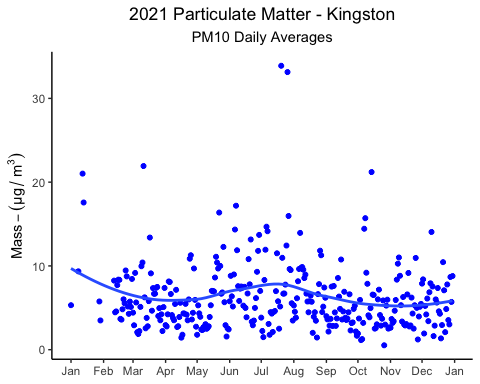 2021 Particulate Matter - Kingston
PM10 Daily Averages
Mass – (μg/ m³)
30
20
10
0
Jan Feb Mar Apr May Jun Jul Aug Sep Oct Nov Dec Jan